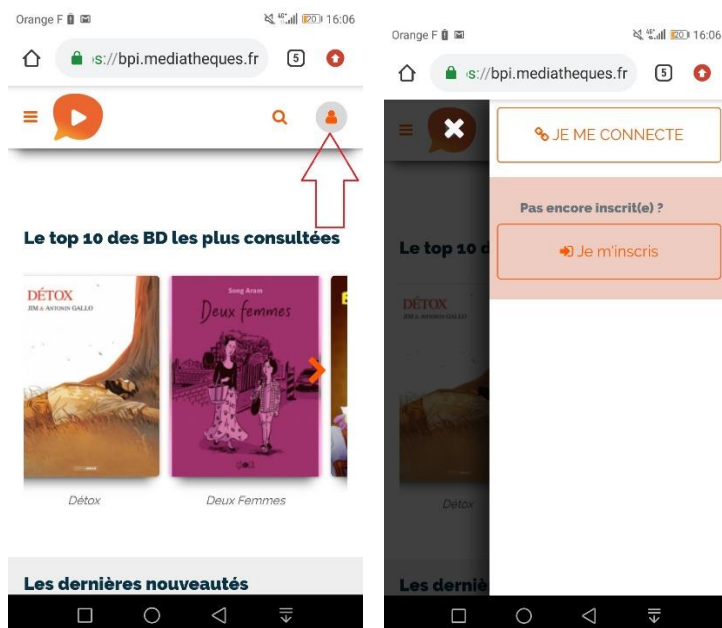 Orange F 20 16:06
s://bpi.mediatheques.fr 5
Le top 10 des BD les plus consultées
DÉTOX
JIM & ANTONIN GALLO
Song Aram
Deux femmes
Détox
Deux Femmes
Les dernières nouveautés
Orange F 20 16:06
s://bpi.mediatheques.fr 5
JE ME CONNECTE
Pas encore inscrit(e) ?
Je m'inscris
Le top 10 d
DÉTOX
JIM & ANTONIN GALLO
Détox
Les derniè